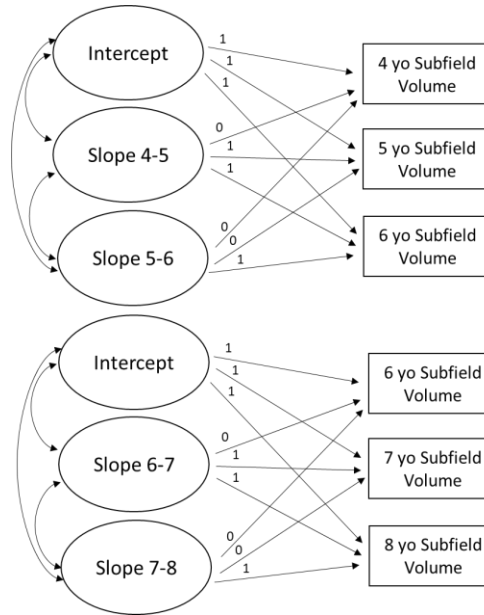 Intercept
1
1
1
4 yo Subfield
Volume
Slope 4-5
0
1
1
5 yo Subfield
Volume
Slope 5-6
0
0
1
6 yo Subfield
Volume
Intercept
1
1
1
6 yo Subfield
Volume
Slope 6-7
0
1
1
7 yo Subfield
Volume
Slope 7-8
0
0
1
8 yo Subfield
Volume